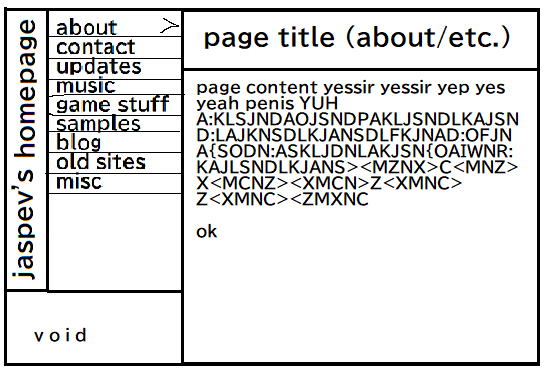 jaspev's homepage
about >
contact
updates
music
game stuff
samples
blog
old sites
misc
void
page title (about/etc.)
page content yessir yessir yep yes
yeah penis YUH
A:KLSJNDAOJSNDPAKLJSNDLKAJSN
D:LAJKNSDLKJANSDLFKJNAD:OFJN
A{SODN:ASKLJDNLAKJSN{OAIWNR:
KAJLSNDLKJANS><MZNX>C<MNZ>
X<MCNZ><XMCN>Z<XMNC>
Z<XMNC><ZMXNC
ok